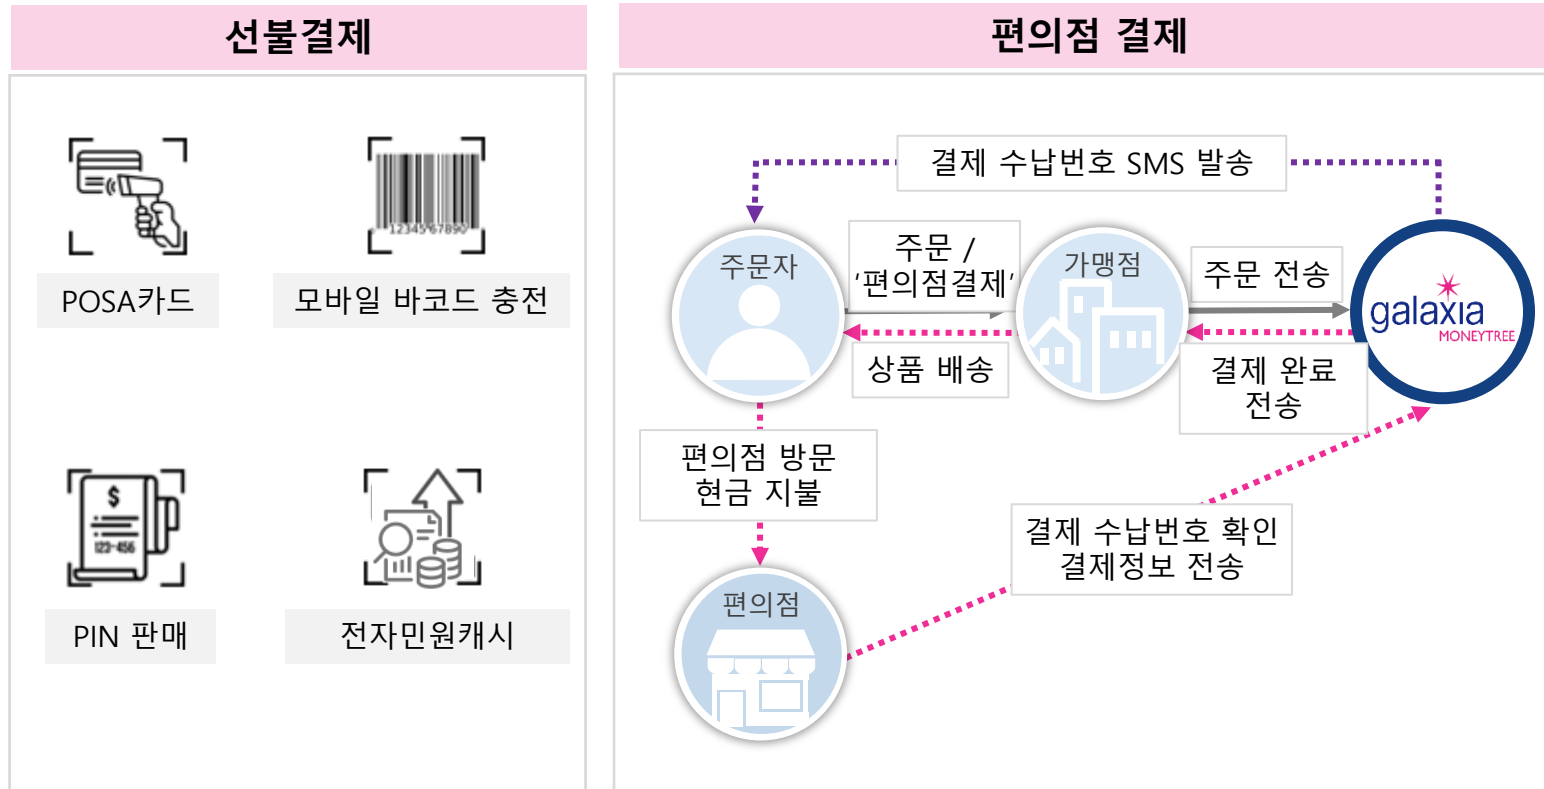 선불결제
POSA카드
1234567890
모바일 바코드 충전
$
123-456
PIN 판매
전자민원캐시
편의점 결제
결제 수납번호 SMS 발송
주문자
주문 /
'편의점결제'
가맹점
주문 전송
galaxia
MONEYTREE
상품 배송
결제 완료
전송
편의점 방문
현금 지불
결제 수납번호 확인
결제정보 전송
편의점